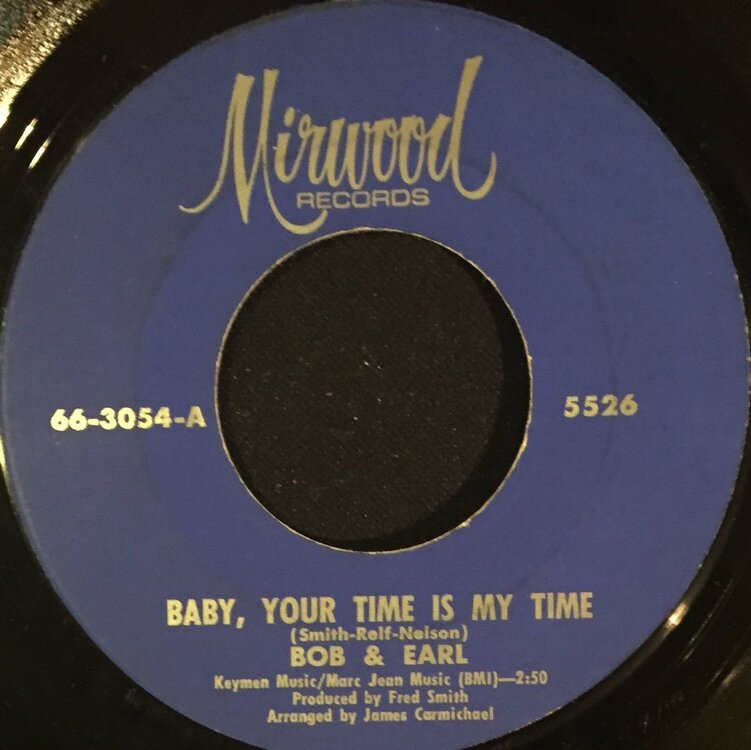 Mirwood
RECORDS
66-3054-A
5526
BABY, YOUR TIME IS MY TIME
(Smith-Relf-Nelson)
BOB & EARL
Keymen Music/Marc Jean Music (BMI)—2:50
Produced by Fred Smith
Arranged by James Carmichael